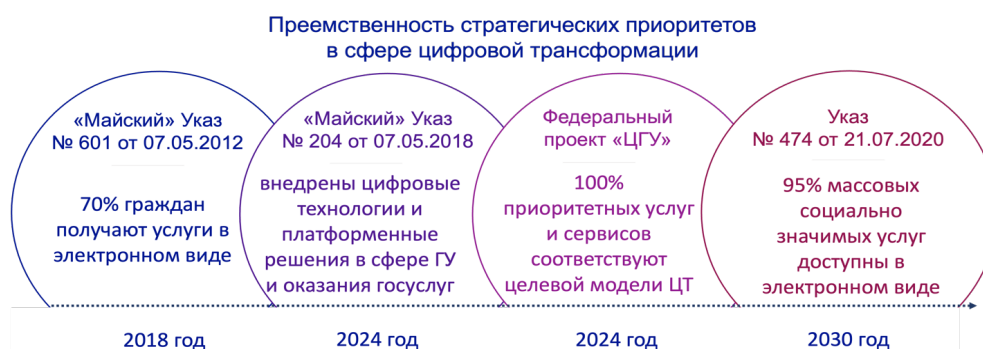 Преемственность стратегических приоритетов
в сфере цифровой трансформации
«Майский» Указ
№ 601 от 07.05.2012
70% граждан
получают услуги в
электронном виде
2018 год
«Майский» Указ
№ 204 от 07.05.2018
внедрены цифровые
технологии и
платформенные
решения в сфере ГУ
и оказания госуслуг
2024 год
Федеральный
проект «ЦГУ»
100%
приоритетных услуг
и сервисов
соответствуют
целевой модели ЦТ
2024 год
Указ
№ 474 от 21.07.2020
95% массовых
социально
значимых услуг
доступны в
электронном виде
2030 год